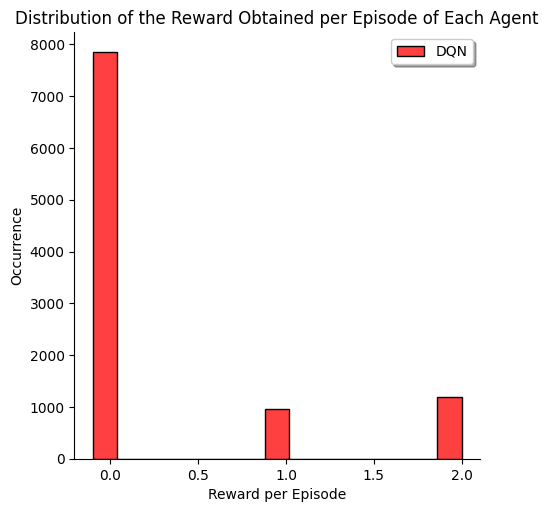 Distribution of the Reward Obtained per Episode of Each Agent
DQN
8000
7000
6000
5000
4000
3000
2000
1000
0
Occurrence
0.0 0.5 1.0 1.5 2.0
Reward per Episode